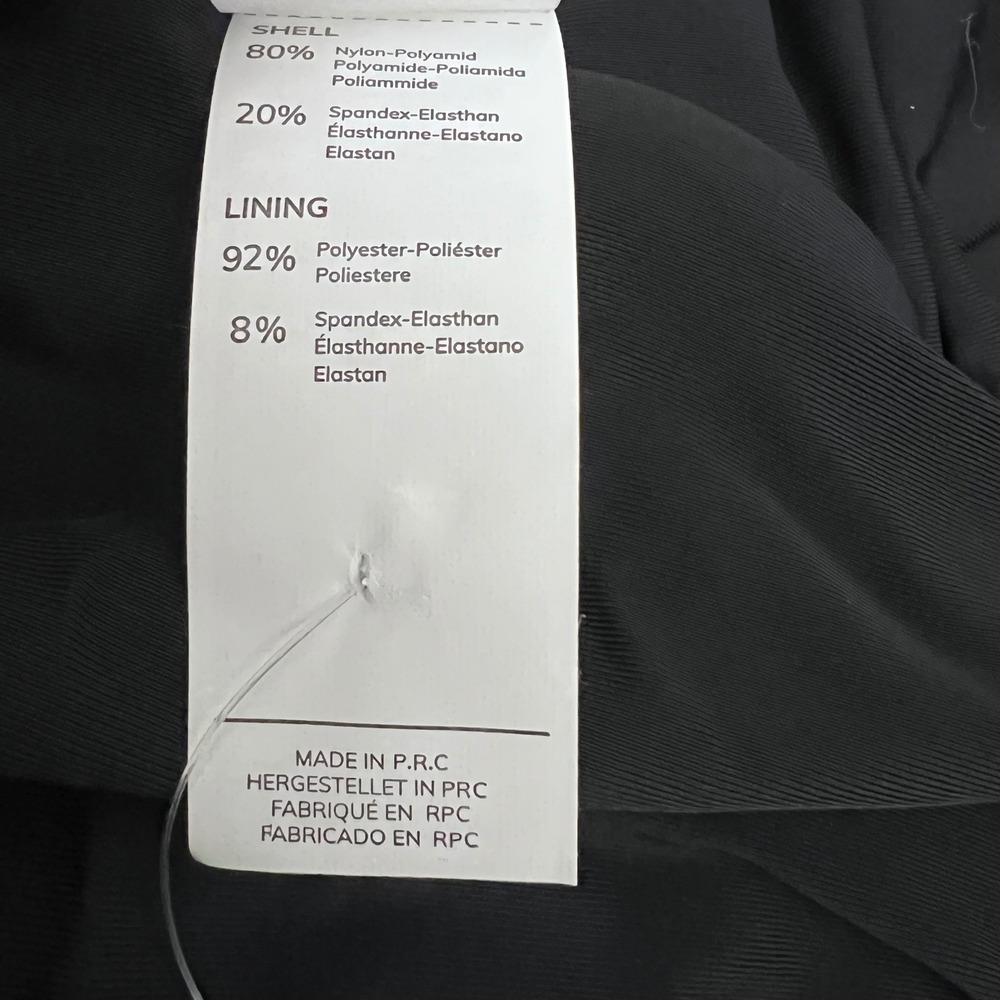 SHELL
80% Nylon-Polyamid
Polyamide-Poliamida
Poliammide
20% Spandex-Elasthan
Élasthanne-Elastano
Elastan
LINING
92% Polyester-Poliéster
Poliestere
8% Spandex-Elasthan
Élasthanne-Elastano
Elastan
MADE IN P.R.C
HERGESTELLET IN PRC
FABRIQUÉ EN RPC
FABRICADO EN RPC